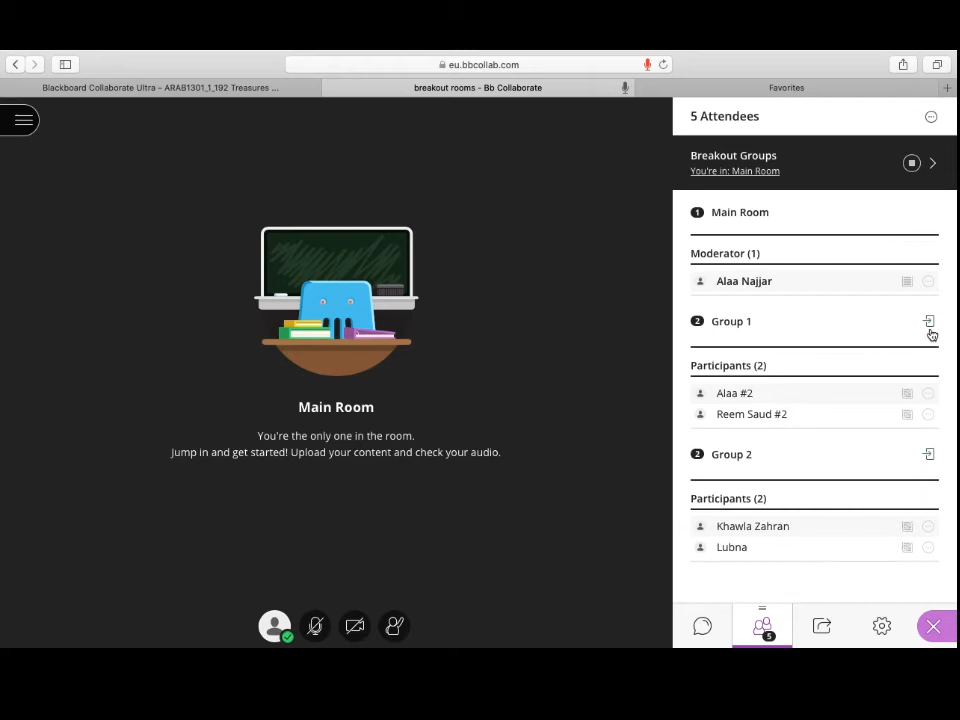 eu.bbcollab.com
Blackboard Collaborate Ultra – ARAB1301_1_192 Treasures ...
breakout rooms - Bb Collaborate
Favorites
5 Attendees
Breakout Groups
You're in: Main Room
1 Main Room
Moderator (1)
Alaa Najjar
2 Group 1
Participants (2)
Alaa #2
Reem Saud #2
2 Group 2
Participants (2)
Khawla Zahran
Lubna
Main Room
You're the only one in the room.
Jump in and get started! Upload your content and check your audio.
5